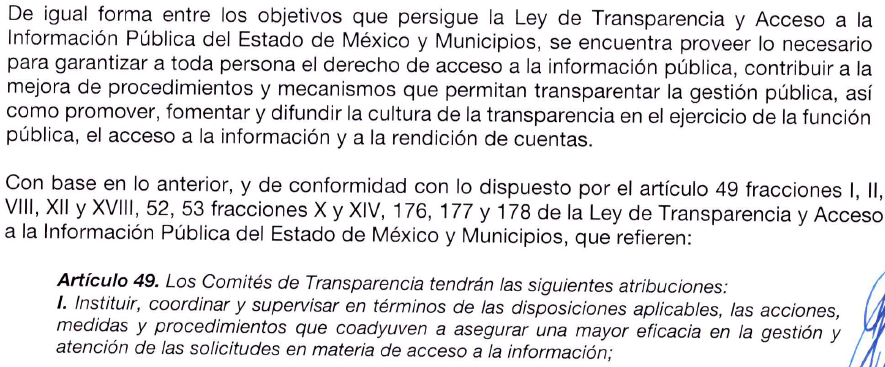 De igual forma entre los objetivos que persigue la Ley de Transparencia y Acceso a la
Información Pública del Estado de México y Municipios, se encuentra proveer lo necesario
para garantizar a toda persona el derecho de acceso a la información pública, contribuir a la
mejora de procedimientos y mecanismos que permitan transparentar la gestión pública, así
como promover, fomentar y difundir la cultura de la transparencia en el ejercicio de la función
pública, el acceso a la información y a la rendición de cuentas.
Con base en lo anterior, y de conformidad con lo dispuesto por el artículo 49 fracciones I, II,
VIII, XII y XVIII, 52, 53 fracciones X y XIV, 176, 177 y 178 de la Ley de Transparencia y Acceso
a la Información Pública del Estado de México y Municipios, que refieren:
Artículo 49. Los Comités de Transparencia tendrán las siguientes atribuciones:
I. Instituir, coordinar y supervisar en términos de las disposiciones aplicables, las acciones,
medidas y procedimientos que coadyuven a asegurar una mayor eficacia en la gestión y
atención de las solicitudes en materia de acceso a la información;